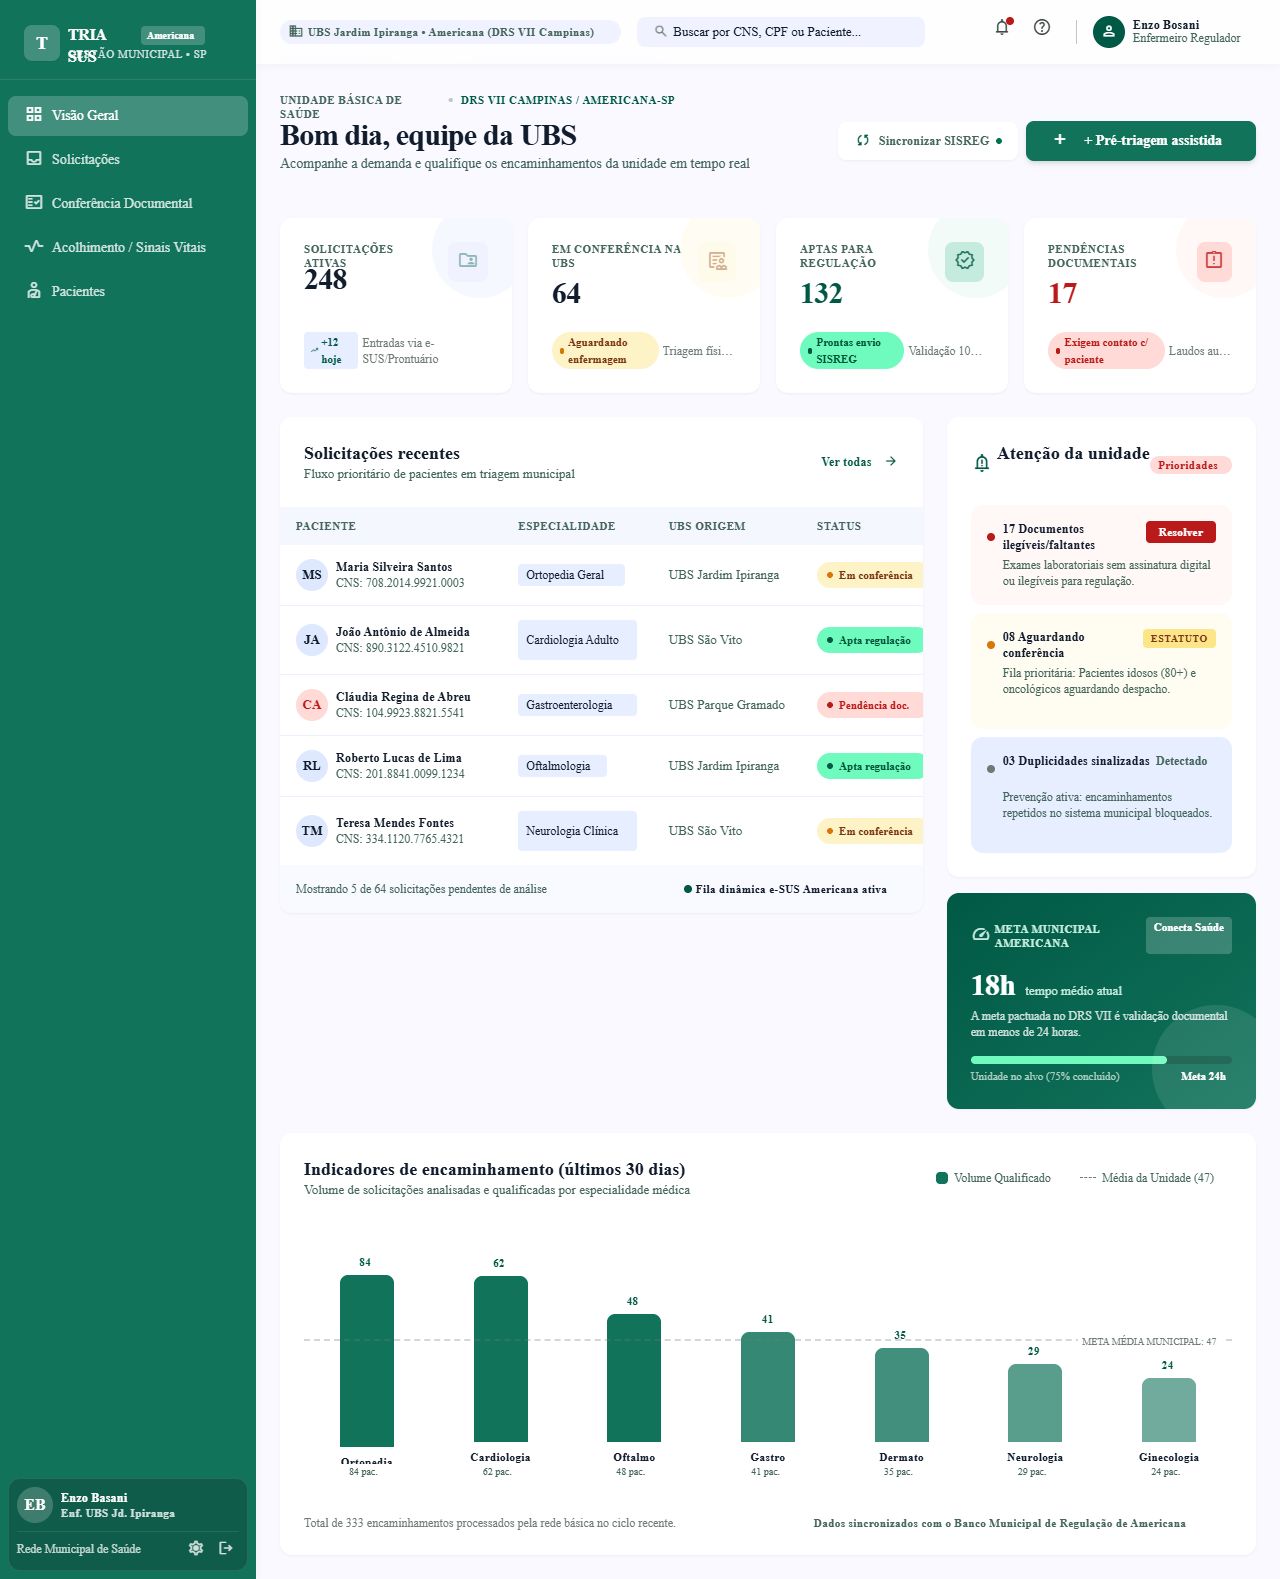 T
TRIA SUS
Americana
GESTÃO MUNICIPAL • SP
Visão Geral
Solicitações
Conferência Documental
Acolhimento / Sinais Vitais
Pacientes
EB
Enzo Basani
Enf. UBS Jd. Ipiranga
Rede Municipal de Saúde
UBS Jardim Ipiranga • Americana (DRS VII Campinas)
Buscar por CNS, CPF ou Paciente...
Enzo Bosani
Enfermeiro Regulador
UNIDADE BÁSICA DE SAÚDE
DRS VII CAMPINAS / AMERICANA-SP
Bom dia, equipe da UBS
Acompanhe a demanda e qualifique os encaminhamentos da unidade em tempo real
Sincronizar SISREG
+ Pré-triagem assistida
SOLICITAÇÕES ATIVAS
248
+12 hoje
Entradas via e-SUS/Prontuário
EM CONFERÊNCIA NA UBS
64
Aguardando enfermagem
Triagem físi…
APTAS PARA REGULAÇÃO
132
Prontas envio SISREG
Validação 10…
PENDÊNCIAS DOCUMENTAIS
17
Exigem contato c/ paciente
Laudos au…
Solicitações recentes
Fluxo prioritário de pacientes em triagem municipal
Ver todas
PACIENTE ESPECIALIDADE UBS ORIGEM STATUS
MS
Maria Silveira Santos
CNS: 708.2014.9921.0003
Ortopedia Geral
UBS Jardim Ipiranga
Em conferência
JA
João Antônio de Almeida
CNS: 890.3122.4510.9821
Cardiologia Adulto
UBS São Vito
Apta regulação
CA
Cláudia Regina de Abreu
CNS: 104.9923.8821.5541
Gastroenterologia
UBS Parque Gramado
Pendência doc.
RL
Roberto Lucas de Lima
CNS: 201.8841.0099.1234
Oftalmologia
UBS Jardim Ipiranga
Apta regulação
TM
Teresa Mendes Fontes
CNS: 334.1120.7765.4321
Neurologia Clínica
UBS São Vito
Em conferência
Mostrando 5 de 64 solicitações pendentes de análise
Fila dinâmica e-SUS Americana ativa
Atenção da unidade
Prioridades
17 Documentos ilegíveis/faltantes
Resolver
Exames laboratoriais sem assinatura digital
ou ilegíveis para regulação.
08 Aguardando conferência
ESTATUTO
Fila prioritária: Pacientes idosos (80+) e
oncológicos aguardando despacho.
03 Duplicidades sinalizadas
Detectado
Prevenção ativa: encaminhamentos
repetidos no sistema municipal bloqueados.
META MUNICIPAL AMERICANA
Conecta Saúde
18h tempo médio atual
A meta pactuada no DRS VII é validação documental
em menos de 24 horas.
Unidade no alvo (75% concluído)
Meta 24h
Indicadores de encaminhamento (últimos 30 dias)
Volume de solicitações analisadas e qualificadas por especialidade médica
Volume Qualificado
Média da Unidade (47)
84
62
48
41
35
29
24
META MÉDIA MUNICIPAL: 47
Ortopedia
84 pac.
Cardiologia
62 pac.
Oftalmo
48 pac.
Gastro
41 pac.
Dermato
35 pac.
Neurologia
29 pac.
Ginecologia
24 pac.
Total de 333 encaminhamentos processados pela rede básica no ciclo recente.
Dados sincronizados com o Banco Municipal de Regulação de Americana